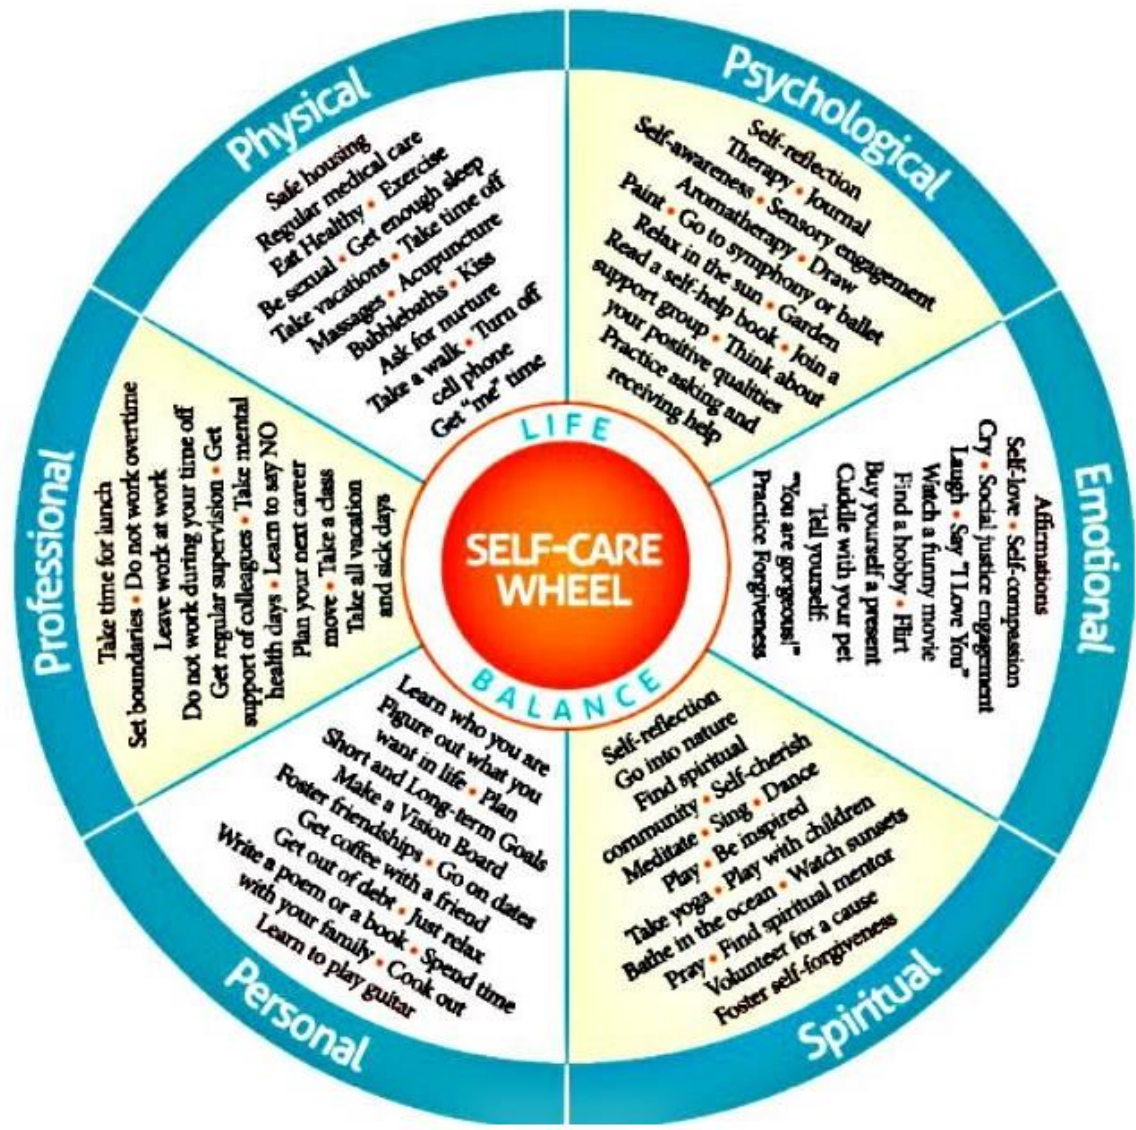 SELF-CARE
WHEEL
LIFE
BALANCE
Physical
Safe housing
Regular medical care
Eat Healthy • Exercise
Be sexual • Get enough sleep
Take vacations • Take time off
Massages • Acupuncture
Bubblebaths • Kiss
Ask for nurture
Take a walk • Turn off
cell phone
Get "me" time
Psychological
Self-reflection
Therapy • Journal
Self-awareness • Sensory engagement
Aromatherapy • Draw
Paint • Go to symphony or ballet
Relax in the sun • Garden
Read a self-help book • Join a
support group • Think about
your positive qualities
Practice asking and
receiving help
Emotional
Affirmations
Self-love • Self-compassion
Cry • Social justice engagement
Laugh • Say "I Love You"
Watch a funny movie
Find a hobby • Flirt
Buy yourself a present
Cuddle with your pet
Tell yourself:
"You are gorgeous!"
Practice Forgiveness
Spiritual
Self-reflection
Go into nature
Find spiritual
community • Self-cherish
Meditate • Sing • Dance
Play • Be inspired
Take yoga • Play with children
Bathe in the ocean • Watch sunsets
Pray • Find spiritual mentor
Volunteer for a cause
Foster self-forgiveness
Personal
Learn who you are
Figure out what you
want in life • Plan
Short and Long-term Goals
Make a Vision Board
Foster friendships • Go on dates
Get coffee with a friend
Get out of debt • Just relax
Write a poem or a book • Spend time
with your family • Cook out
Learn to play guitar
Professional
Take time for lunch
Set boundaries • Do not work overtime
Leave work at work
Do not work during your time off
Get regular supervision • Get
support of colleagues • Take mental
health days • Learn to say NO
Plan your next career
move • Take a class
Take all vacation
and sick days